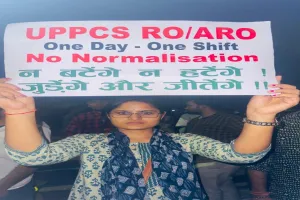 UPPCS RO/ARO
One Day - One Shift
No Normalisation
न बटेंगे न हटेंगे !
जुड़ेंगे और जीतेंगे !!